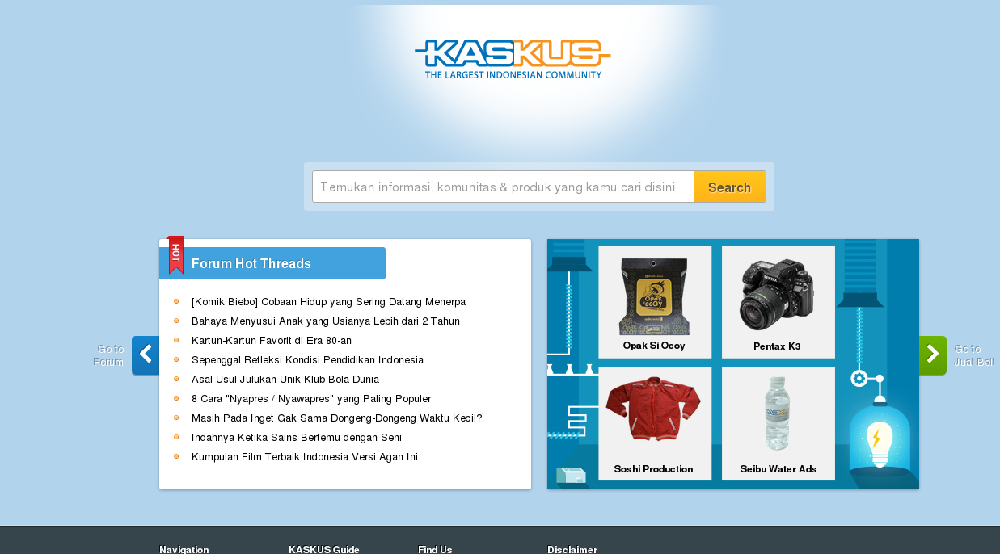 KASKUS
THE LARGEST INDONESIAN COMMUNITY
Temukan informasi, komunitas & produk yang kamu cari disini
Search
HOT
Forum Hot Threads
[Komik Biebo] Cobaan Hidup yang Sering Datang Menerpa
Bahaya Menyusui Anak yang Usianya Lebih dari 2 Tahun
Kartun-Kartun Favorit di Era 80-an
Sepenggal Refleksi Kondisi Pendidikan Indonesia
Asal Usul Julukan Unik Klub Bola Dunia
8 Cara "Nyapres / Nyawapres" yang Paling Populer
Masih Pada Inget Gak Sama Dongeng-Dongeng Waktu Kecil?
Indahnya Ketika Sains Bertemu dengan Seni
Kumpulan Film Terbaik Indonesia Versi Agan Ini
Go to
Forum
OPAK
OCOY
Opak Si Ocoy
PENTAX
Pentax K3
Soshi Production
KASKUS
Seibu Water Ads
Go to
Jual Beli
Navigation
KASKUS Guide
Find Us
Disclaimer